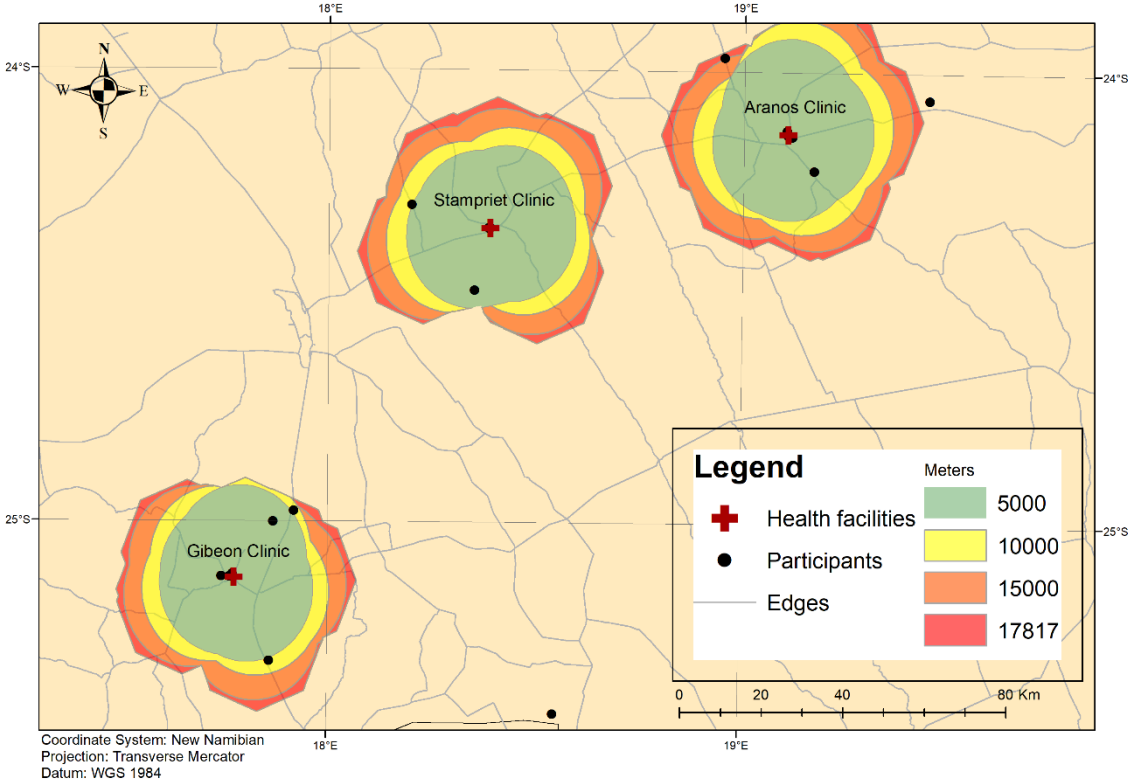 18°E 19°E
24°S 24°S
N
W E
S
Aranos Clinic
Stampriet Clinic
Gibeon Clinic
25°S 25°S
Legend
Health facilities
Participants
Edges
Meters
5000
10000
15000
17817
0 20 40 80 Km
18°E 19°E
Coordinate System: New Namibian
Projection: Transverse Mercator
Datum: WGS 1984